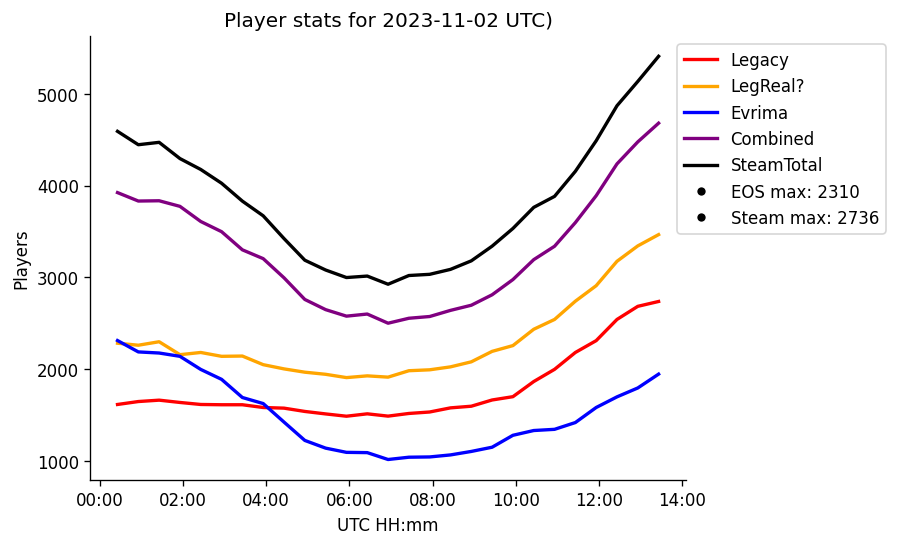 Player stats for 2023-11-02 UTC)
Legacy
LegReal?
Evrima
Combined
SteamTotal
EOS max: 2310
Steam max: 2736
Players
5000
4000
3000
2000
1000
00:00 02:00 04:00 06:00 08:00 10:00 12:00 14:00
UTC HH:mm